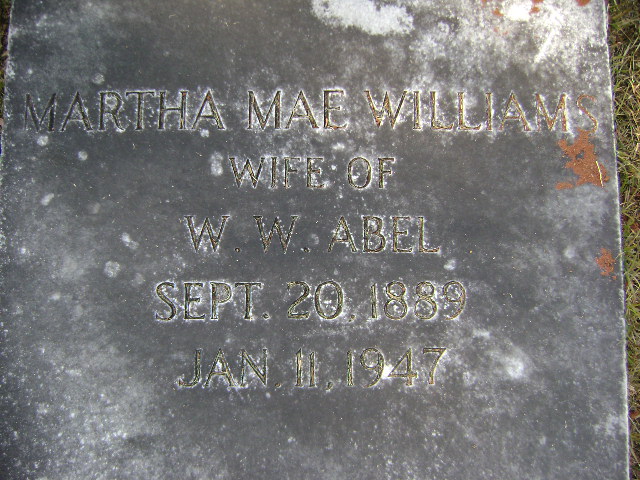 MARTHA MAE WILLIAMS
WIFE OF
W. W. ABEL
SEPT. 20, 1889
JAN. 11, 1947